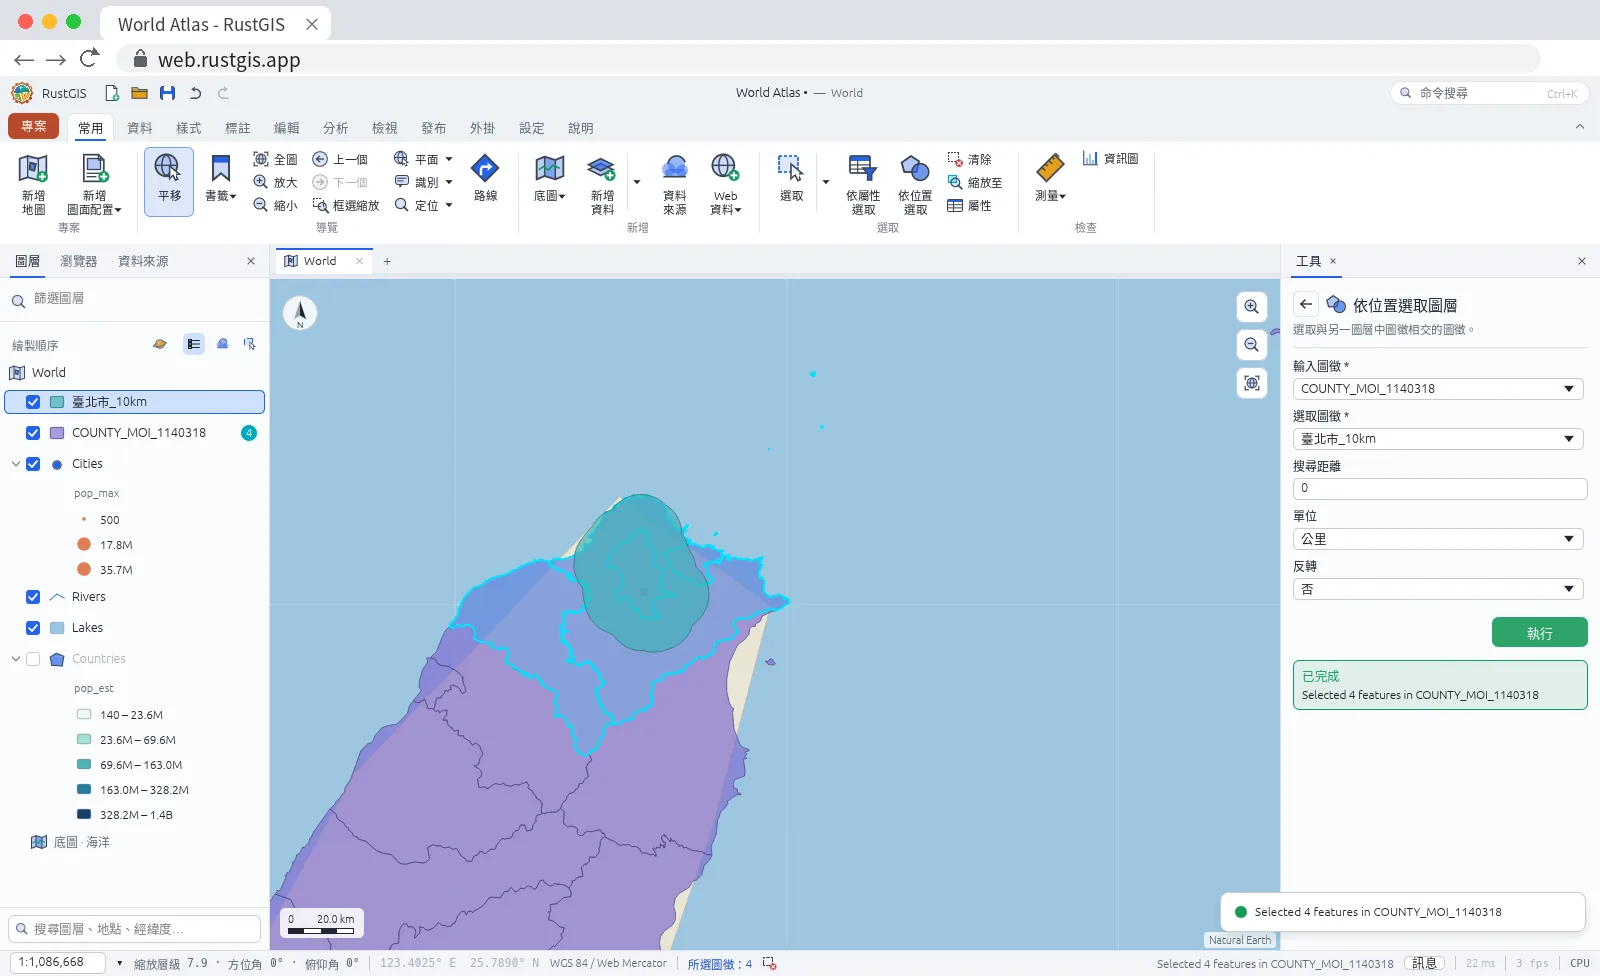 World Atlas - RustGIS
web.rustgis.app
RustGIS
World Atlas • — World
命令搜尋 Ctrl+K
專案 常用 資料 樣式 標註 編輯 分析 檢視 發布 外掛 設定 說明
新增地圖
新增圖面配置
專案
平移
書籤
全圖
放大
縮小
上一個
下一個
框選縮放
平面
識別
定位
路線
導覽
底圖
新增資料
資料來源
Web 資料
新增
選取
依屬性選取
依位置選取
清除
縮放至
屬性
選取
測量
資訊圖
檢查
圖層 瀏覽器 資料來源
World
篩選圖層
繪製順序
World
臺北市_10km
COUNTY_MOI_1140318 4
Cities
pop_max
500
17.8M
35.7M
Rivers
Lakes
Countries
pop_est
140 – 23.6M
23.6M – 69.6M
69.6M – 163.0M
163.0M – 328.2M
328.2M – 1.4B
底圖 · 海洋
搜尋圖層、地點、經緯度…
N
0 20.0 km
Natural Earth
工具
依位置選取圖層
選取與另一圖層中圖徵相交的圖徵。
輸入圖徵 *
COUNTY_MOI_1140318
選取圖徵 *
臺北市_10km
搜尋距離
0
單位
公里
反轉
否
執行
已完成
Selected 4 features in COUNTY_MOI_1140318
Selected 4 features in COUNTY_MOI_1140318
1:1,086,668 縮放層級 7.9 · 方位角 0° · 俯仰角 0° 123.4025° E 25.7890° N WGS 84 / Web Mercator 所選圖徵：4 Selected 4 features in COUNTY_MOI_1140318 訊息 22 ms 3 fps CPU